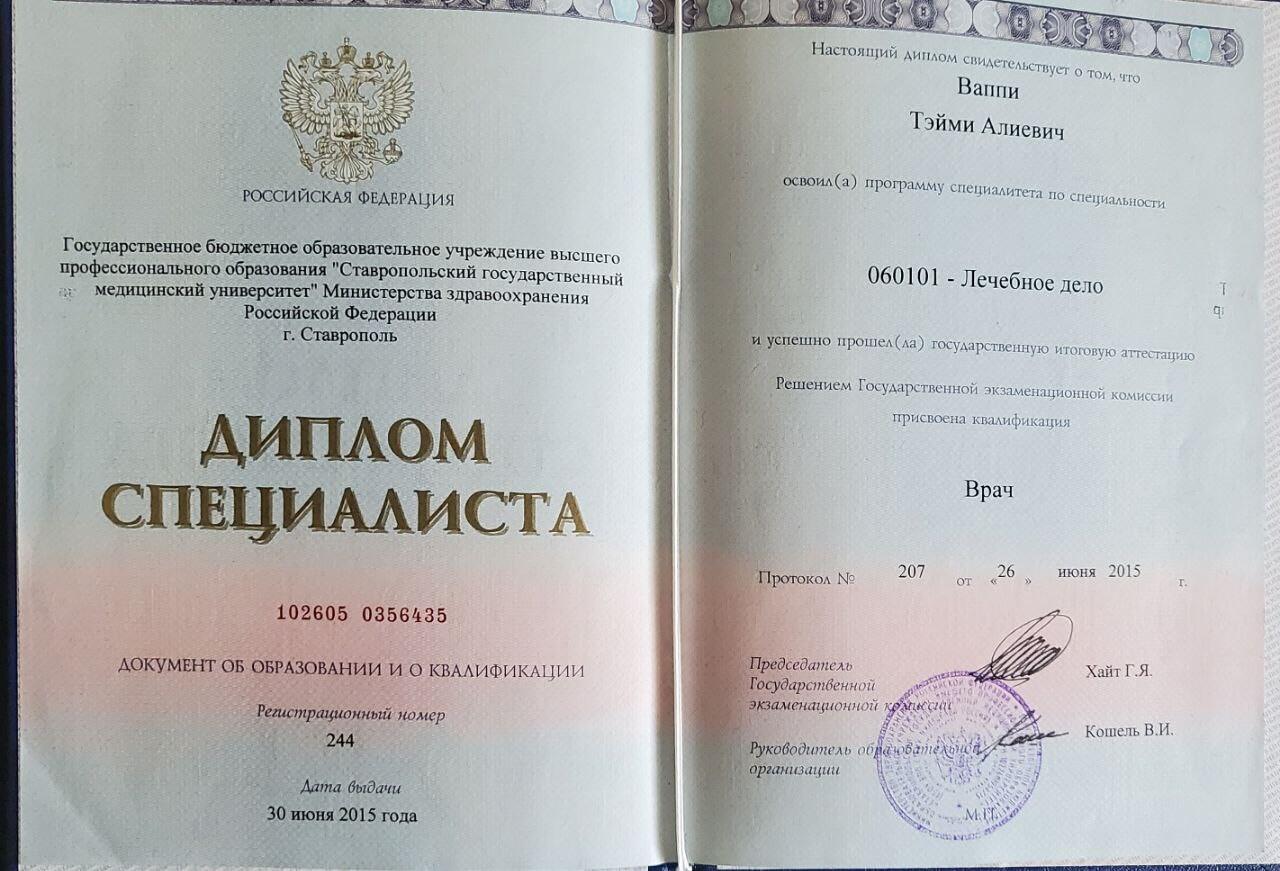 РОССИЙСКАЯ ФЕДЕРАЦИЯ
Государственное бюджетное образовательное учреждение высшего
профессионального образования "Ставропольский государственный
медицинский университет" Министерства здравоохранения
Российской Федерации
г. Ставрополь
ДИПЛОМ
СПЕЦИАЛИСТА
102605 0356435
ДОКУМЕНТ ОБ ОБРАЗОВАНИИ И О КВАЛИФИКАЦИИ
Регистрационный номер
244
Дата выдачи
30 июня 2015 года
Настоящий диплом свидетельствует о том, что
Ваппи
Тэйми Алиевич
освоил(а) программу специалитета по специальности
060101 - Лечебное дело
и успешно прошел(ла) государственную итоговую аттестацию
Решением Государственной экзаменационной комиссии
присвоена квалификация
Врач
Протокол № 207 от « 26 » июня 2015 г.
Председатель
Государственной
экзаменационной комиссии
Хайт Г.Я.
Руководитель образовательной
организации
Кошель В.И.
М.П.